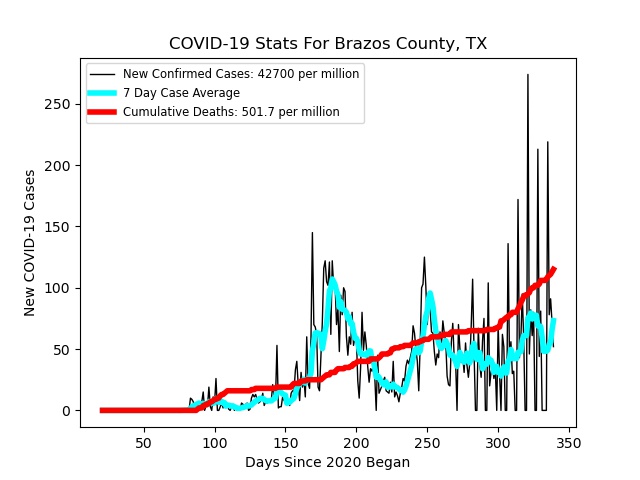 COVID-19 Stats For Brazos County, TX
New Confirmed Cases: 42700 per million
7 Day Case Average
Cumulative Deaths: 501.7 per million
New COVID-19 Cases
250
200
150
100
50
0
50 100 150 200 250 300 350
Days Since 2020 Began